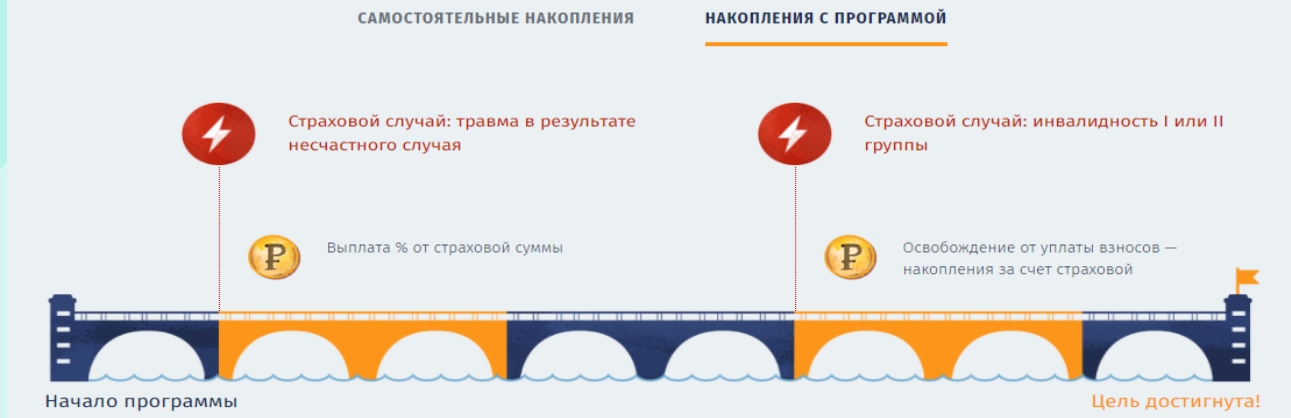 САМОСТОЯТЕЛЬНЫЕ НАКОПЛЕНИЯ
НАКОПЛЕНИЯ С ПРОГРАММОЙ
Страховой случай: травма в результате
несчастного случая
Страховой случай: инвалидность I или II
группы
Выплата % от страховой суммы
Освобождение от уплаты взносов —
накопления за счет страховой
Начало программы
Цель достигнута!